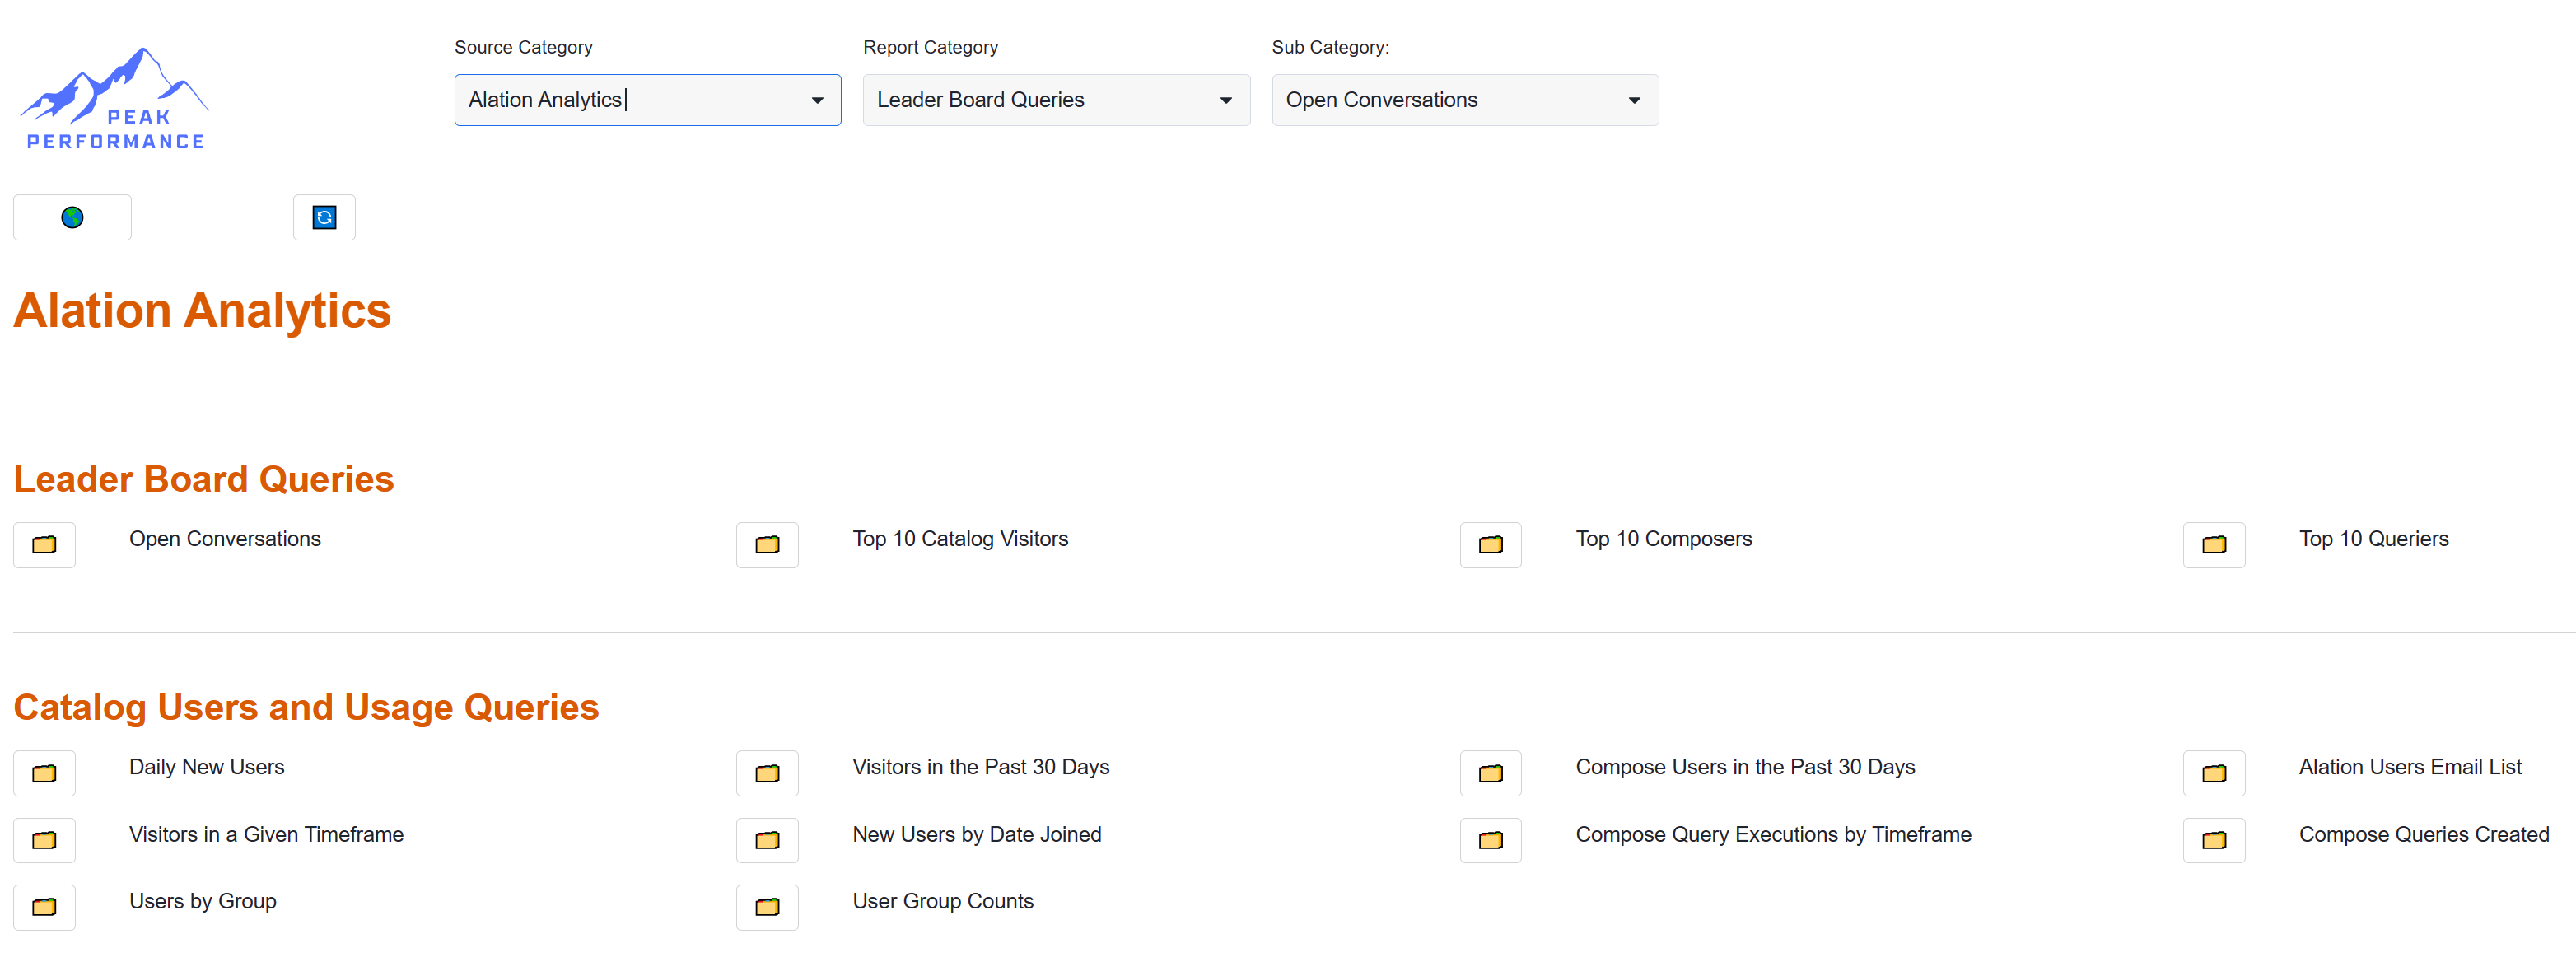 PEAK
PERFORMANCE
Source Category
Report Category
Sub Category:
Alation Analytics
Leader Board Queries
Open Conversations
Alation Analytics
Leader Board Queries
Open Conversations
Top 10 Catalog Visitors
Top 10 Composers
Top 10 Queriers
Catalog Users and Usage Queries
Daily New Users
Visitors in the Past 30 Days
Compose Users in the Past 30 Days
Alation Users Email List
Visitors in a Given Timeframe
New Users by Date Joined
Compose Query Executions by Timeframe
Compose Queries Created
Users by Group
User Group Counts